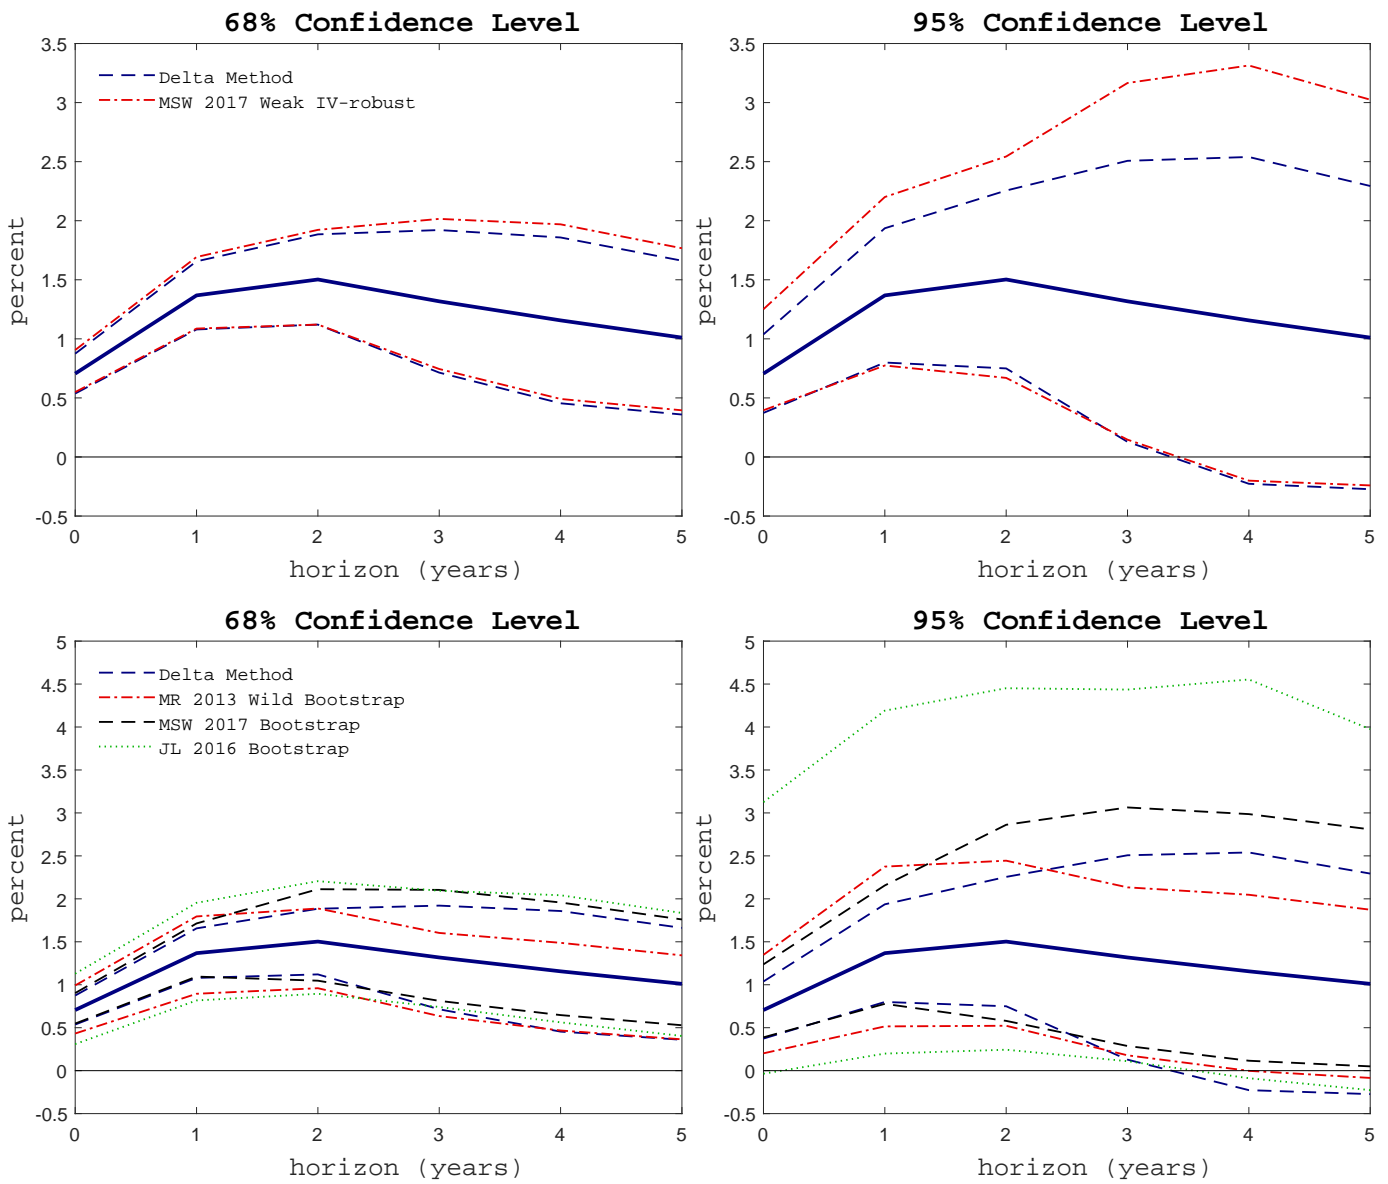 68% Confidence Level
3.5
3
2.5
2
1.5
1
0.5
0
-0.5
percent
Delta Method
MSW 2017 Weak IV-robust
0 1 2 3 4 5
horizon (years)
95% Confidence Level
3.5
3
2.5
2
1.5
1
0.5
0
-0.5
percent
0 1 2 3 4 5
horizon (years)
68% Confidence Level
5
4.5
4
3.5
3
2.5
2
1.5
1
0.5
0
-0.5
percent
Delta Method
MR 2013 Wild Bootstrap
MSW 2017 Bootstrap
JL 2016 Bootstrap
0 1 2 3 4 5
horizon (years)
95% Confidence Level
5
4.5
4
3.5
3
2.5
2
1.5
1
0.5
0
-0.5
percent
0 1 2 3 4 5
horizon (years)